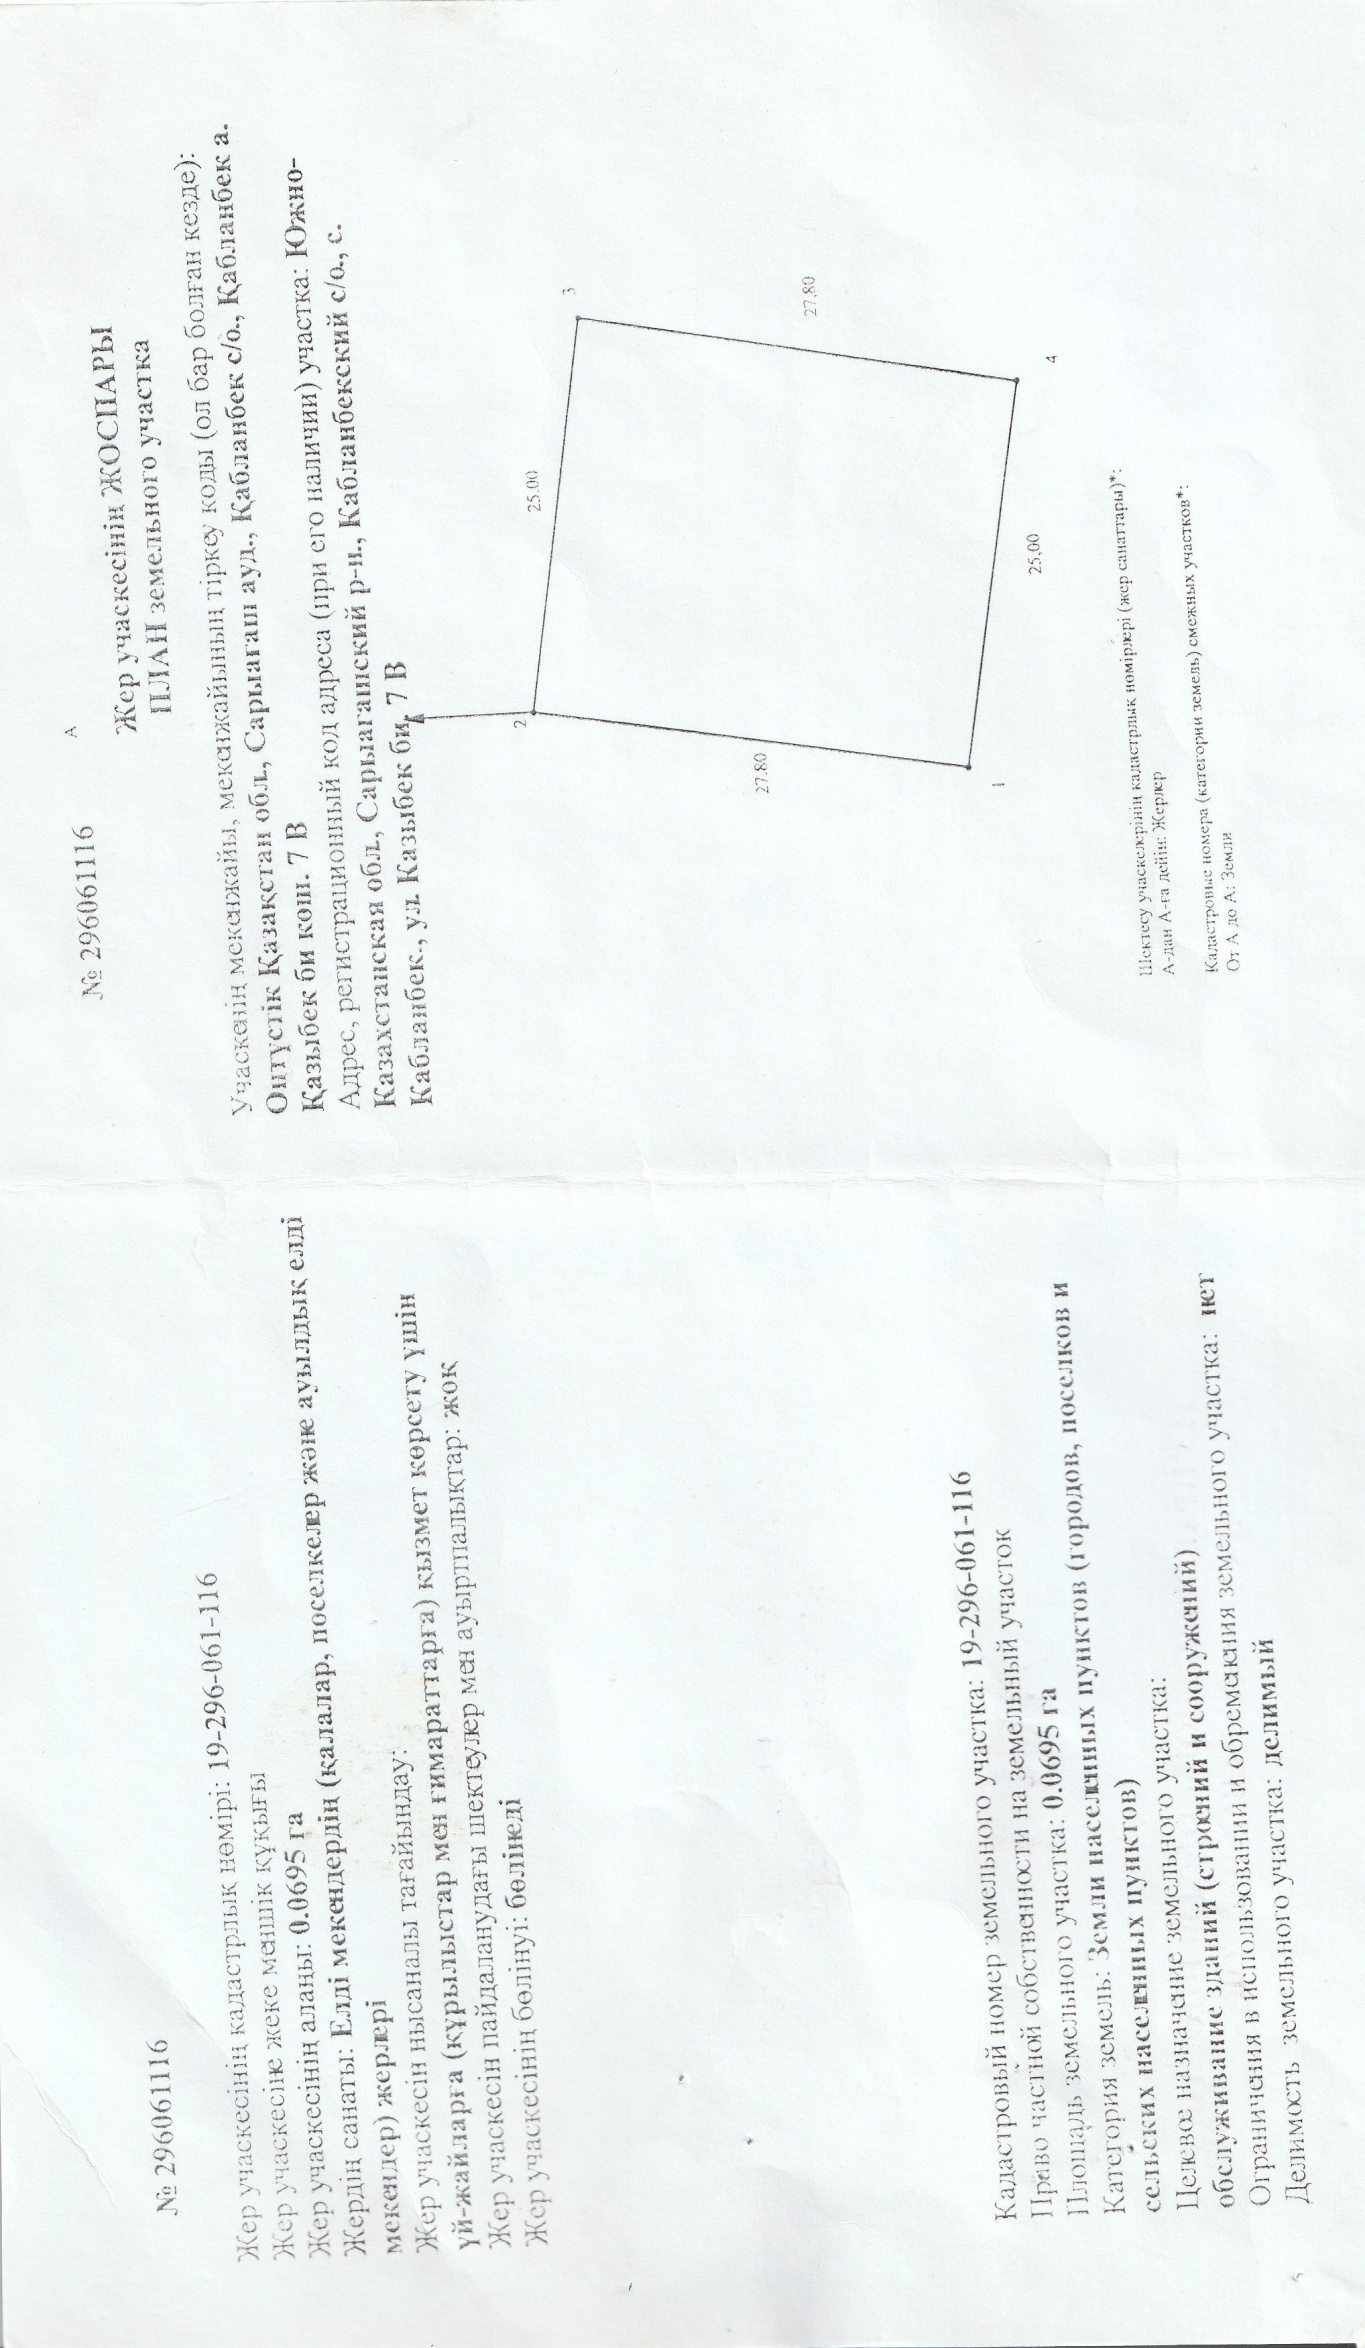 № 296061116
Жер учаскесінің кадастрлық нөмірі: 19-296-061-116
Жер учаскесіне жеке меншік құқығы
Жер учаскесінің алаңы: 0.0695 га
Жердің санаты: Елді мекендердің (қалалар, поселкелер және ауылдық елді
мекендер) жерлері
Жер учаскесін нысаналы тағайындау:
үй-жайларға (құрылыстар мен ғимараттарға) қызмет көрсету үшін
Жер учаскесін пайдаланудағы шектеулер мен ауыртпалықтар: жоқ
Жер учаскесінің бөлінуі: бөлінеді
Кадастровый номер земельного участка: 19-296-061-116
Право частной собственности на земельный участок
Площадь земельного участка: 0.0695 га
Категория земель: Земли населенных пунктов (городов, поселков и
сельских населенных пунктов)
Целевое назначение земельного участка:
обслуживание зданий (строений и сооружений)
Ограничения в использовании и обременения земельного участка: нет
Делимость земельного участка: делимый
№ 296061116
А
Жер учаскесінің ЖОСПАРЫ
ПЛАН земельного участка
Учаскенің мекенжайы, мекенжайының тіркеу коды (ол бар болған кезде):
Оңтүстік Қазақстан обл., Сарыағаш ауд., Қабланбек с/о., Қабланбек а.
Қазыбек би көш. 7 В
Адрес, регистрационный код адреса (при его наличии) участка: Южно-
Казахстанская обл., Сарыагашский р-н., Кабланбекский с/о., с.
Кабланбек., ул. Казыбек би. 7 В
2
25.00
3
27.80
27,80
1
25,00
4
Шектесу учаскелерінің кадастрлық нөмірлері (жер санаттары)*:
А-дан А-ға дейін: Жерлер
Кадастровые номера (категории земель) смежных участков*:
От А до А: Земли